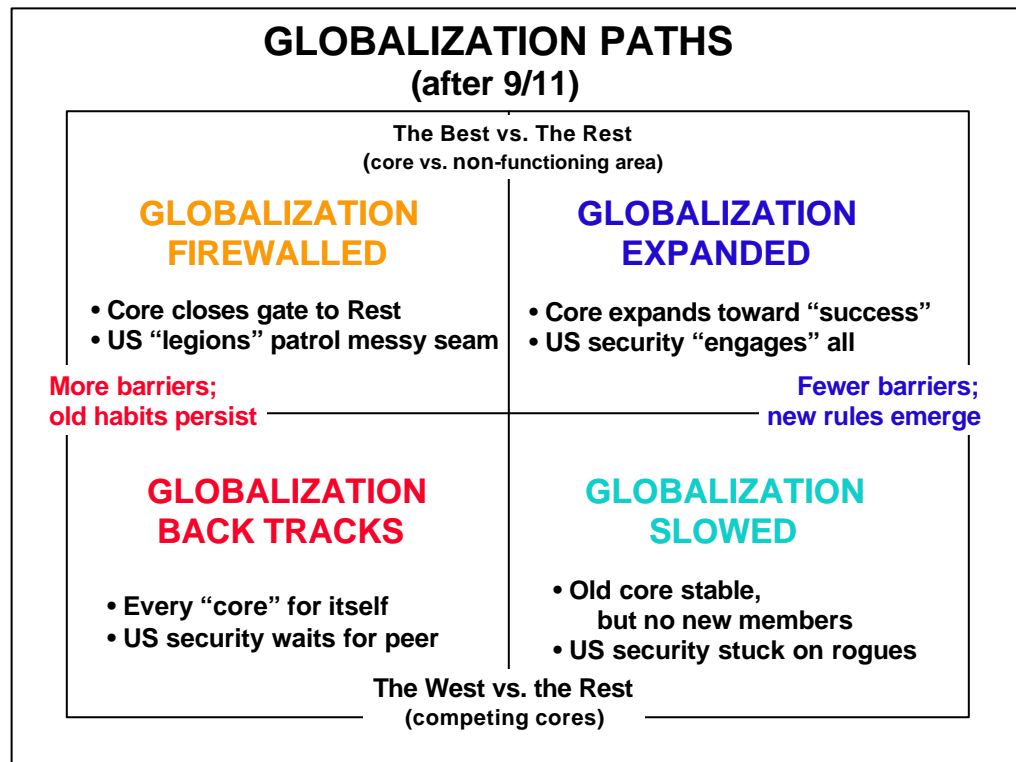 GLOBALIZATION PATHS
(after 9/11)
The Best vs. The Rest
(core vs. non-functioning area)
GLOBALIZATION
FIREWALLED
• Core closes gate to Rest
• US “legions” patrol messy seam
GLOBALIZATION
EXPANDED
• Core expands toward “success”
• US security “engages” all
More barriers;
old habits persist
Fewer barriers;
new rules emerge
GLOBALIZATION
BACK TRACKS
• Every “core” for itself
• US security waits for peer
GLOBALIZATION
SLOWED
• Old core stable,
but no new members
• US security stuck on rogues
The West vs. the Rest
(competing cores)